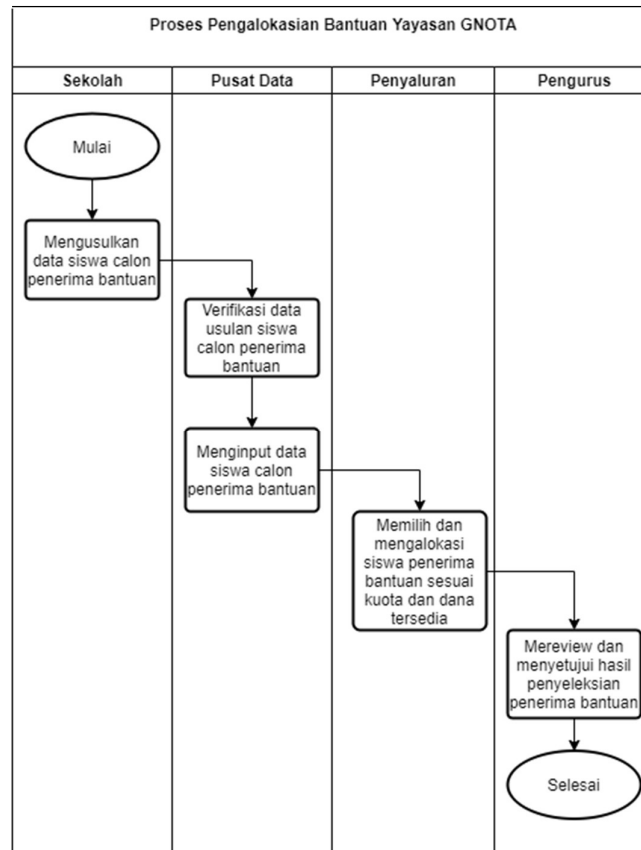 Proses Pengalokasian Bantuan Yayasan GNOTA
Sekolah
Pusat Data
Penyaluran
Pengurus
Mulai
Mengusulkan
data siswa calon
penerima bantuan
Verifikasi data
usulan siswa
calon penerima
bantuan
Menginput data
siswa calon
penerima bantuan
Memilih dan
mengalokasi
siswa penerima
bantuan sesuai
kuota dan dana
tersedia
Mereview dan
menyetujui hasil
penyeleksian
penerima bantuan
Selesai